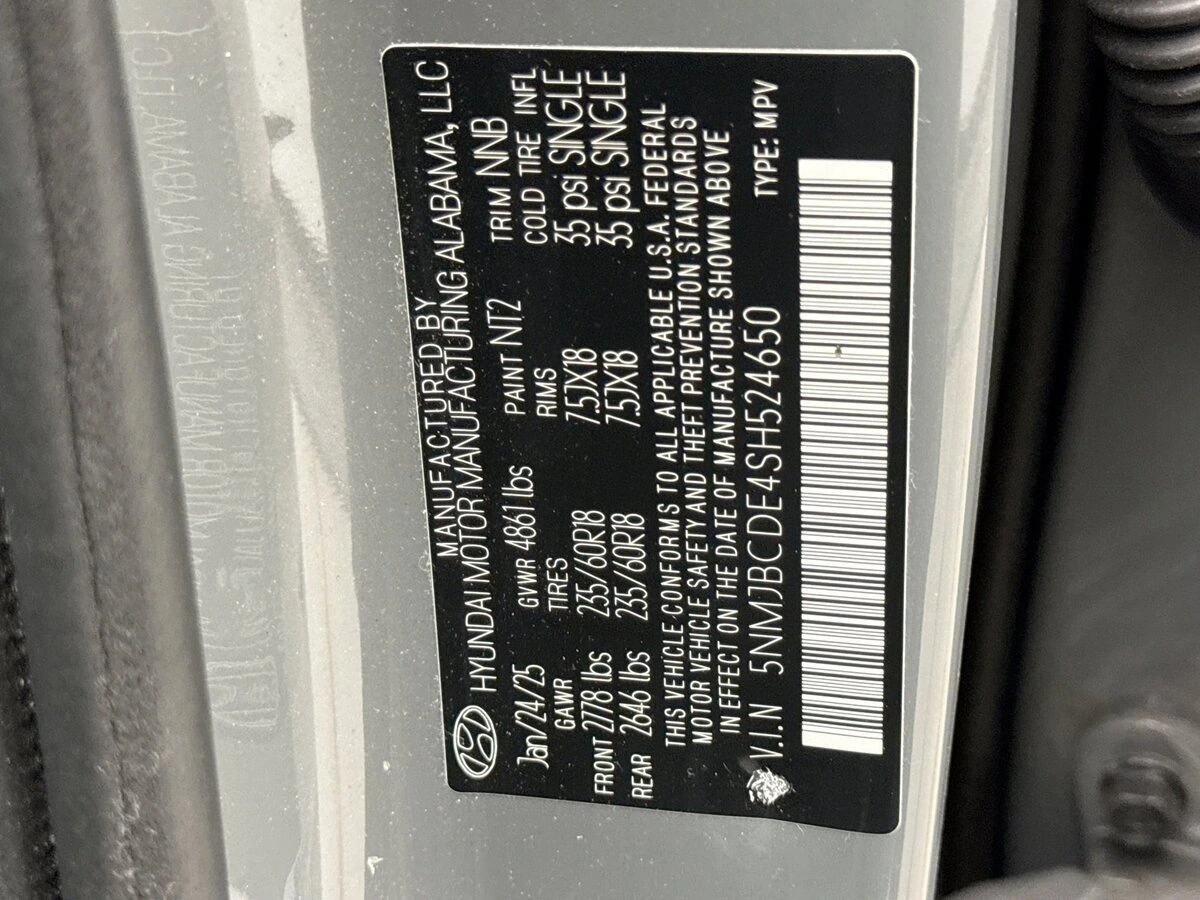 MANUFACTURED BY
HYUNDAI MOTOR MANUFACTURING ALABAMA, LLC
Jan/24/25 GVWR 4861 lbs PAINT NT2 TRIM NNB
GAWR TIRES RIMS COLD TIRE INFL
FRONT 2778 lbs 235/60R18 7.5JX18 35 psi SINGLE
REAR 2646 lbs 235/60R18 7.5JX18 35 psi SINGLE
THIS VEHICLE CONFORMS TO ALL APPLICABLE U.S.A. FEDERAL
MOTOR VEHICLE SAFETY AND THEFT PREVENTION STANDARDS
IN EFFECT ON THE DATE OF MANUFACTURE SHOWN ABOVE
V.I.N 5NMJBCDE4SH524650 TYPE: MPV